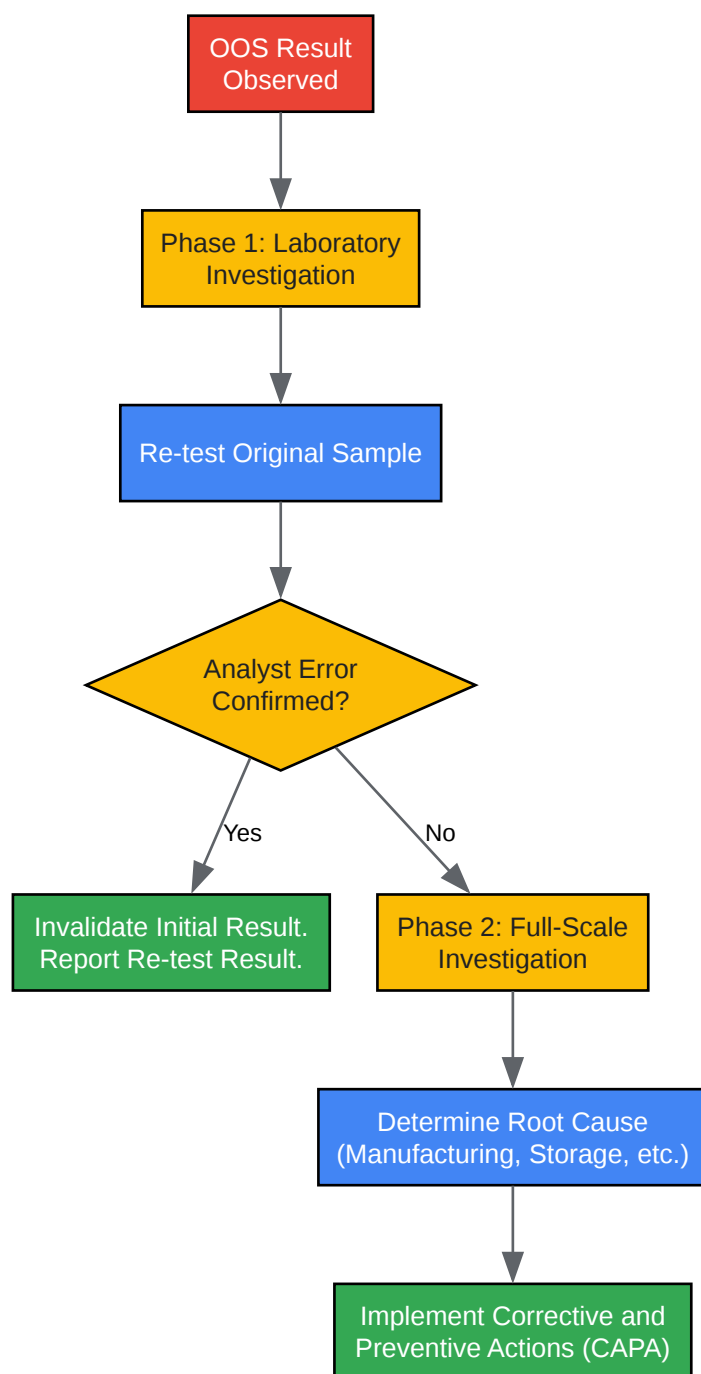 OOS Result
Observed
Phase 1: Laboratory
Investigation
Re-test Original Sample
Analyst Error
Confirmed?
Yes
No
Invalidate Initial Result.
Report Re-test Result.
Phase 2: Full-Scale
Investigation
Determine Root Cause
(Manufacturing, Storage, etc.)
Implement Corrective and
Preventive Actions (CAPA)